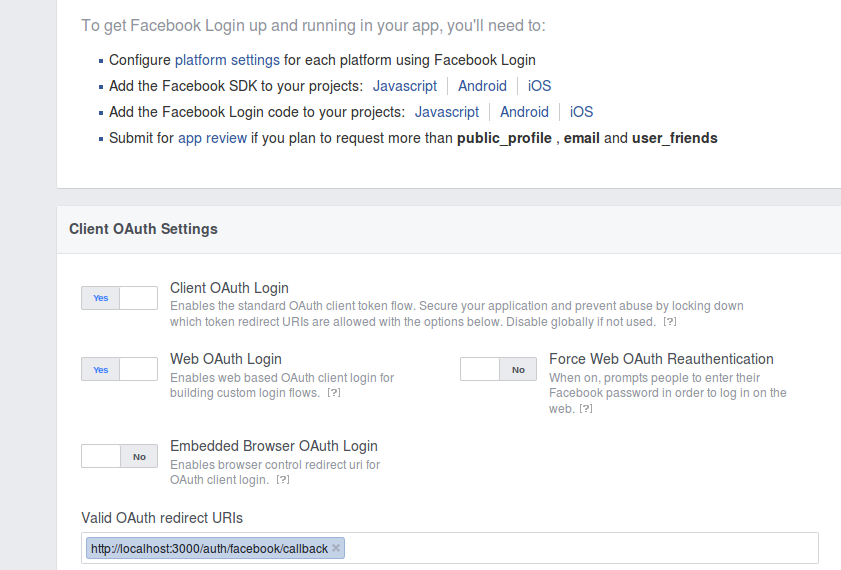 To get Facebook Login up and running in your app, you'll need to:
Configure platform settings for each platform using Facebook Login
Add the Facebook SDK to your projects: Javascript Android iOS
Add the Facebook Login code to your projects: Javascript Android iOS
Submit for app review if you plan to request more than public_profile , email and user_friends
Client OAuth Settings
Yes
Client OAuth Login
Enables the standard OAuth client token flow. Secure your application and prevent abuse by locking down
which token redirect URIs are allowed with the options below. Disable globally if not used. [?]
Yes
Web OAuth Login
Enables web based OAuth client login for
building custom login flows. [?]
No
Force Web OAuth Reauthentication
When on, prompts people to enter their
Facebook password in order to log in on the
web. [?]
No
Embedded Browser OAuth Login
Enables browser control redirect uri for
OAuth client login. [?]
Valid OAuth redirect URIs
http://localhost:3000/auth/facebook/callback